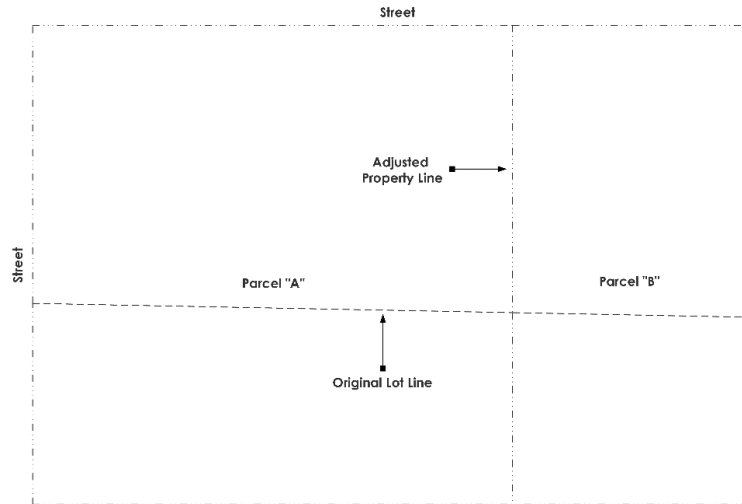 Street
Adjusted
Property Line
Street
Parcel "A"
Parcel "B"
Original Lot Line